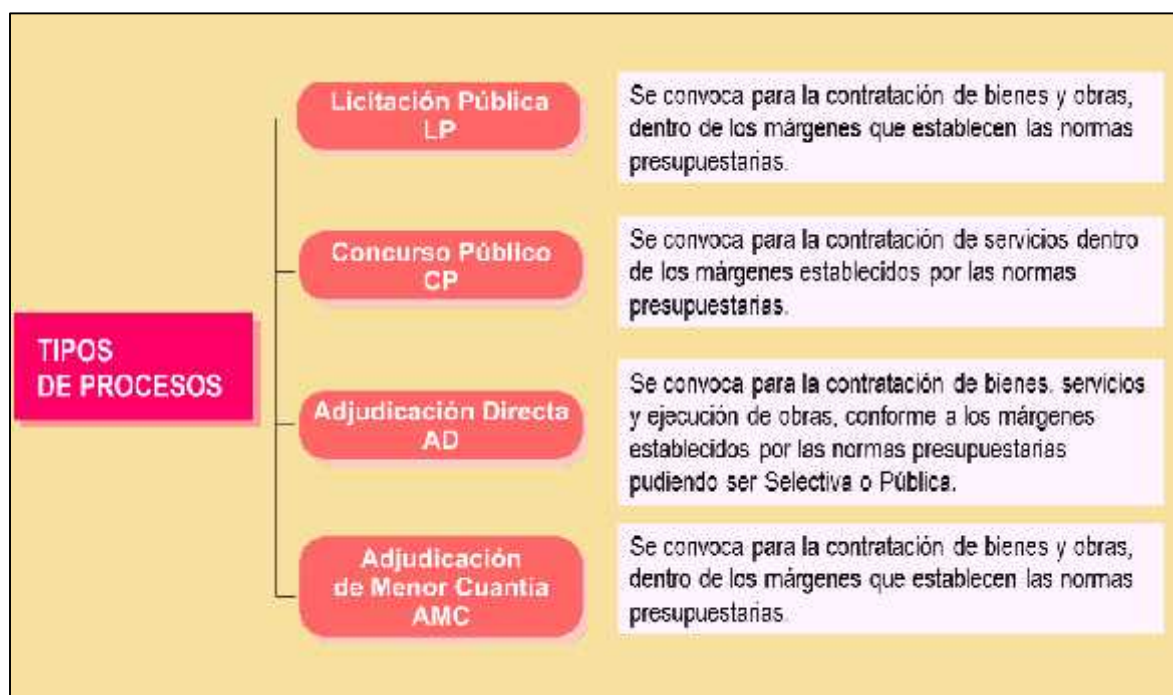 TIPOS
DE PROCESOS
Licitación Pública
LP
Se convoca para la contratación de bienes y obras,
dentro de los márgenes que establecen las normas
presupuestarias.
Concurso Público
CP
Se convoca para la contratación de servicios dentro
de los márgenes establecidos por las normas
presupuestarias.
Adjudicación Directa
AD
Se convoca para la contratación de bienes, servicios
y ejecución de obras, conforme a los márgenes
establecidos por las normas presupuestarias
pudiendo ser Selectiva o Pública.
Adjudicación
de Menor Cuantía
AMC
Se convoca para la contratación de bienes y obras,
dentro de los márgenes que establecen las normas
presupuestarias.